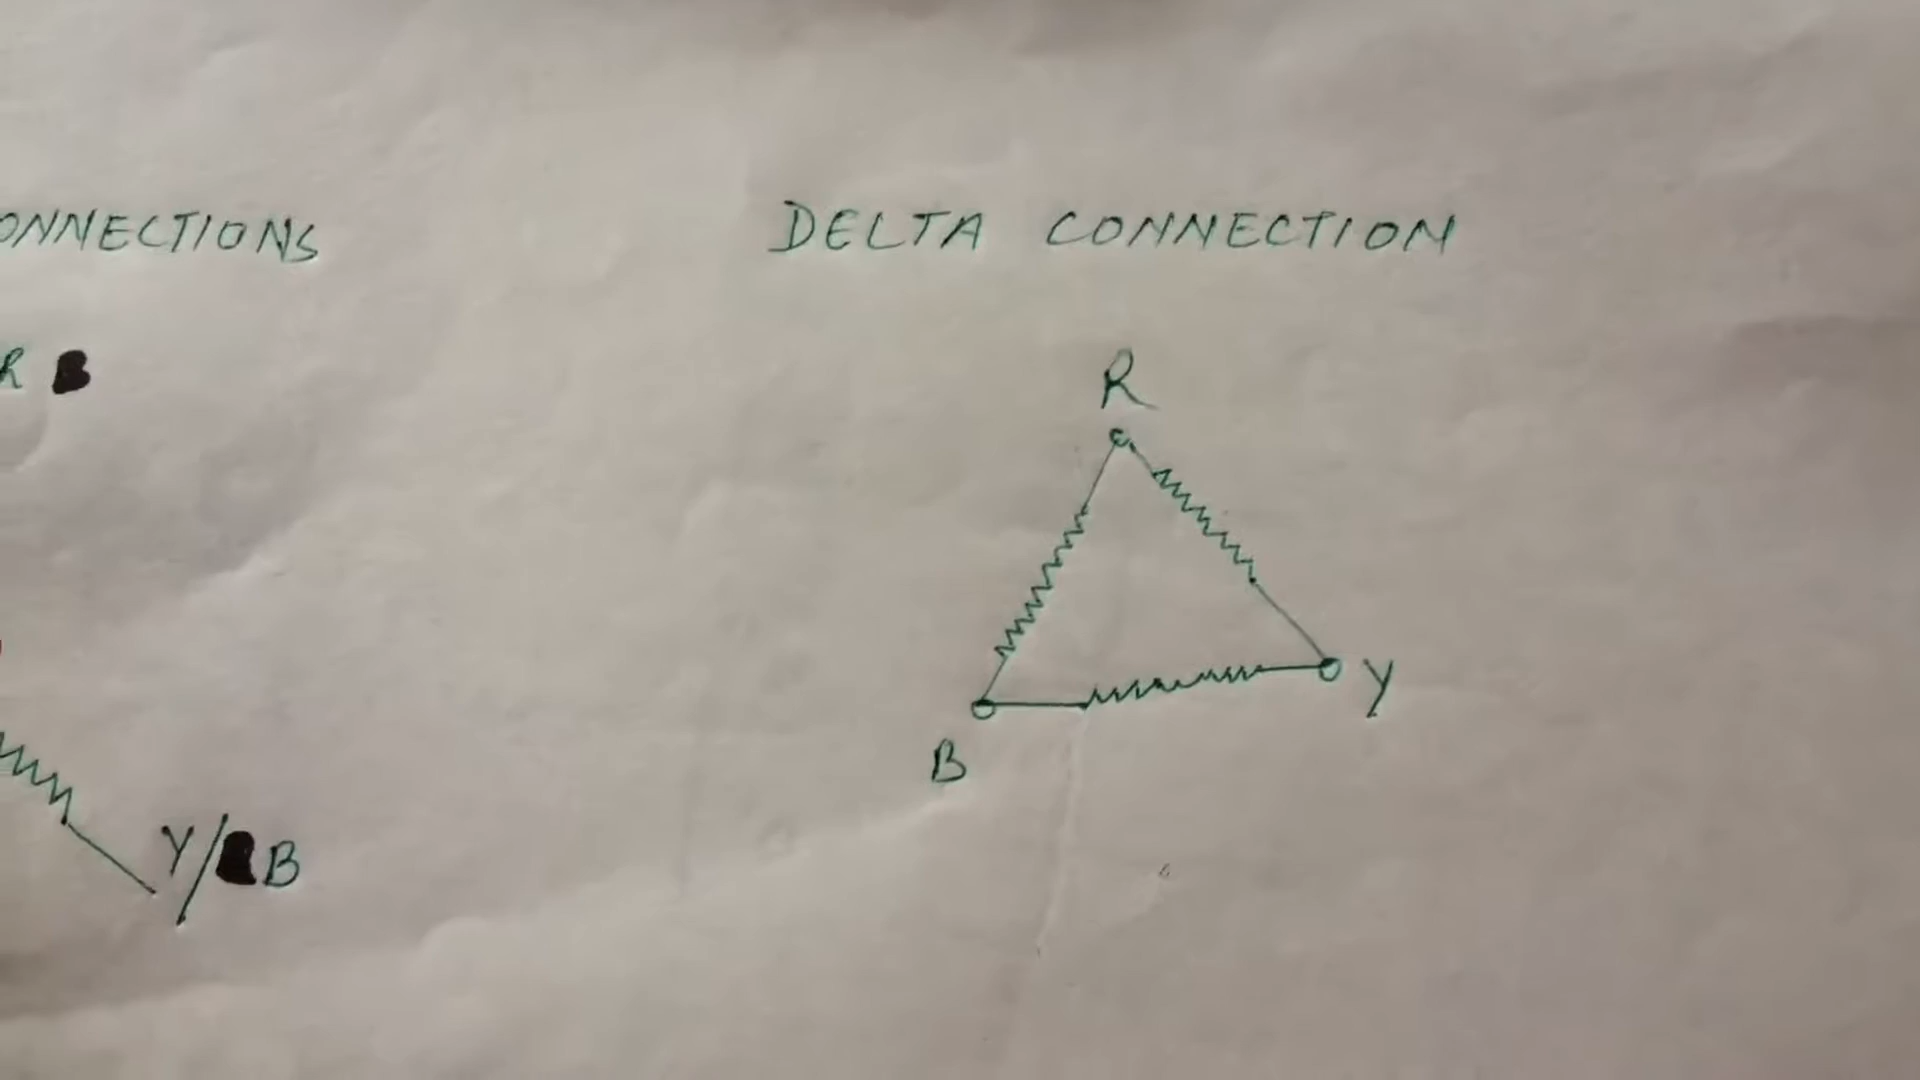 ONNECTIONS
DELTA CONNECTION
R B
R
Y
B
Y/ B